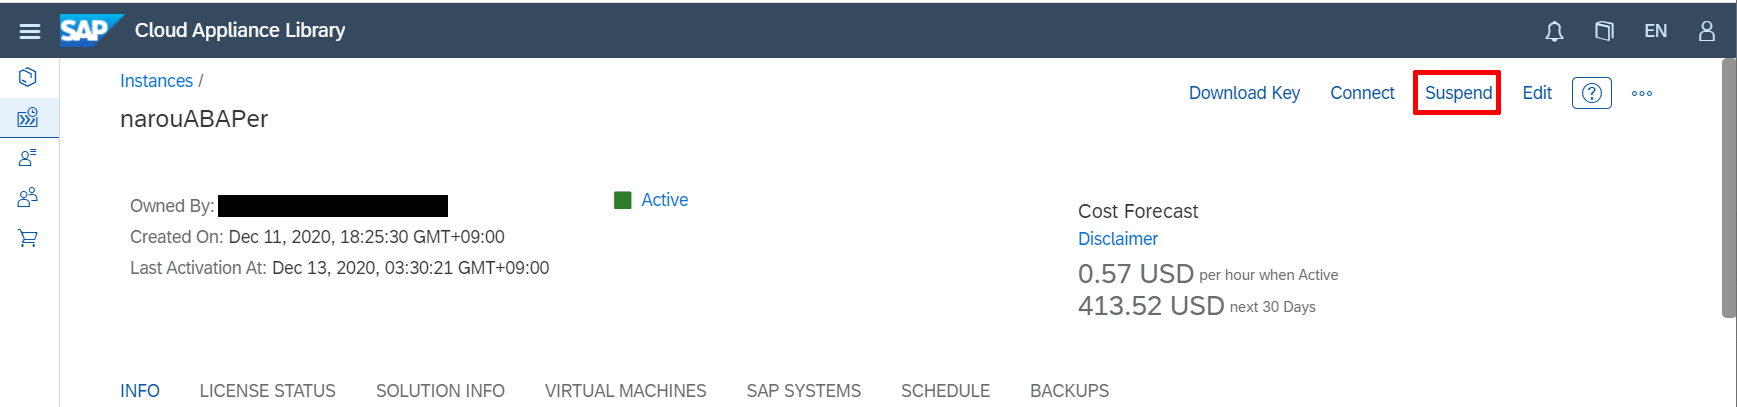 SAP Cloud Appliance Library EN
Instances /
narouABAPer
Download Key Connect Suspend Edit ? ...
Owned By:
Created On: Dec 11, 2020, 18:25:30 GMT+09:00
Last Activation At: Dec 13, 2020, 03:30:21 GMT+09:00
Active
Cost Forecast
Disclaimer
0.57 USD per hour when Active
413.52 USD next 30 Days
INFO LICENSE STATUS SOLUTION INFO VIRTUAL MACHINES SAP SYSTEMS SCHEDULE BACKUPS